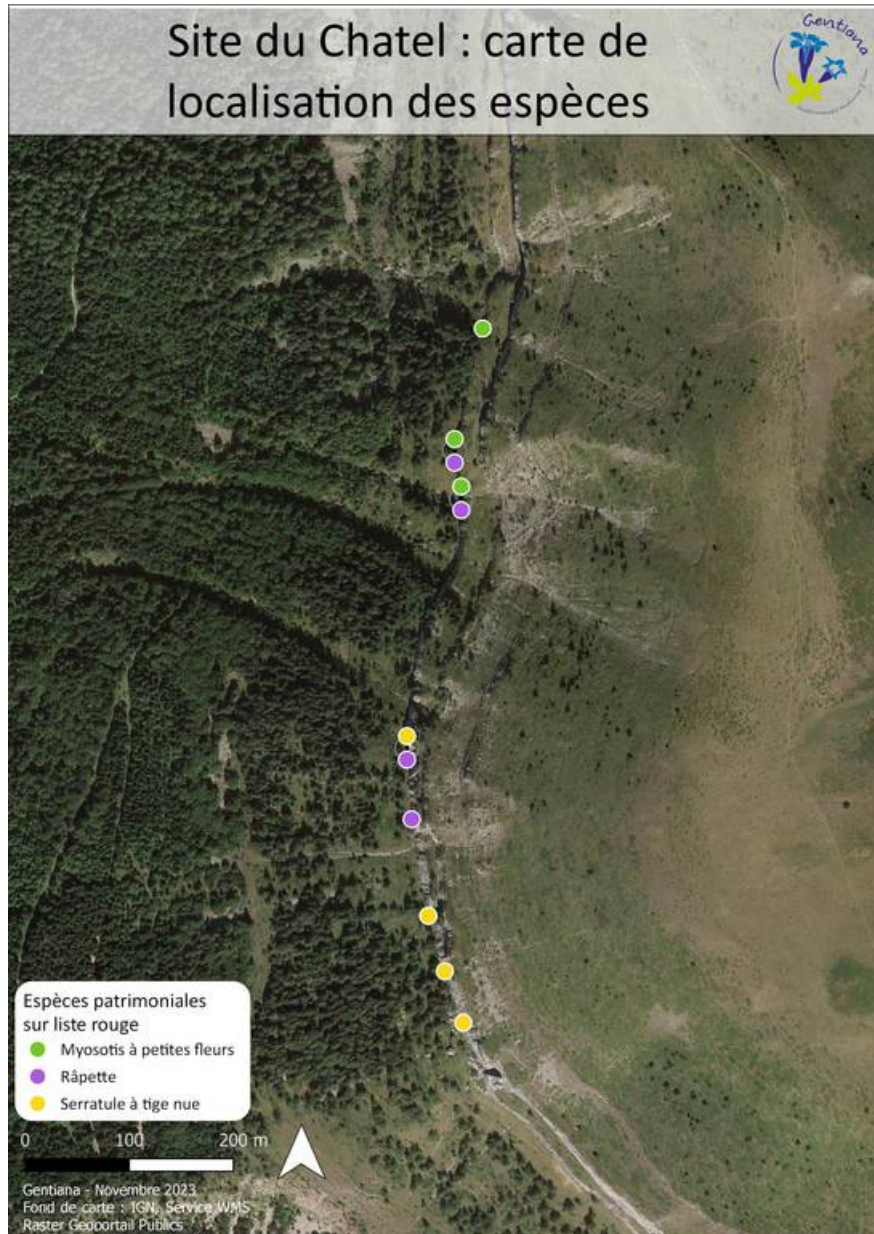 Site du Chatel : carte de
localisation des espèces
Gentiana
Espèces patrimoniales
sur liste rouge
Myosotis à petites fleurs
Râpette
Serratule à tige nue
0 100 200 m
Gentiana - Novembre 2023
Fond de carte : IGN, Service WMS
Raster Geoportail Publics